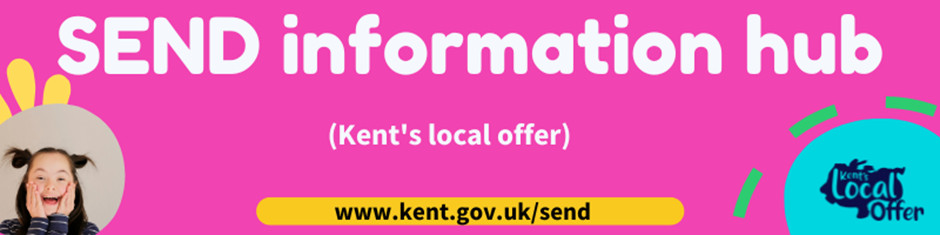 SEND information hub
(Kent's local offer)
www.kent.gov.uk/send
Kent's
Local
Offer